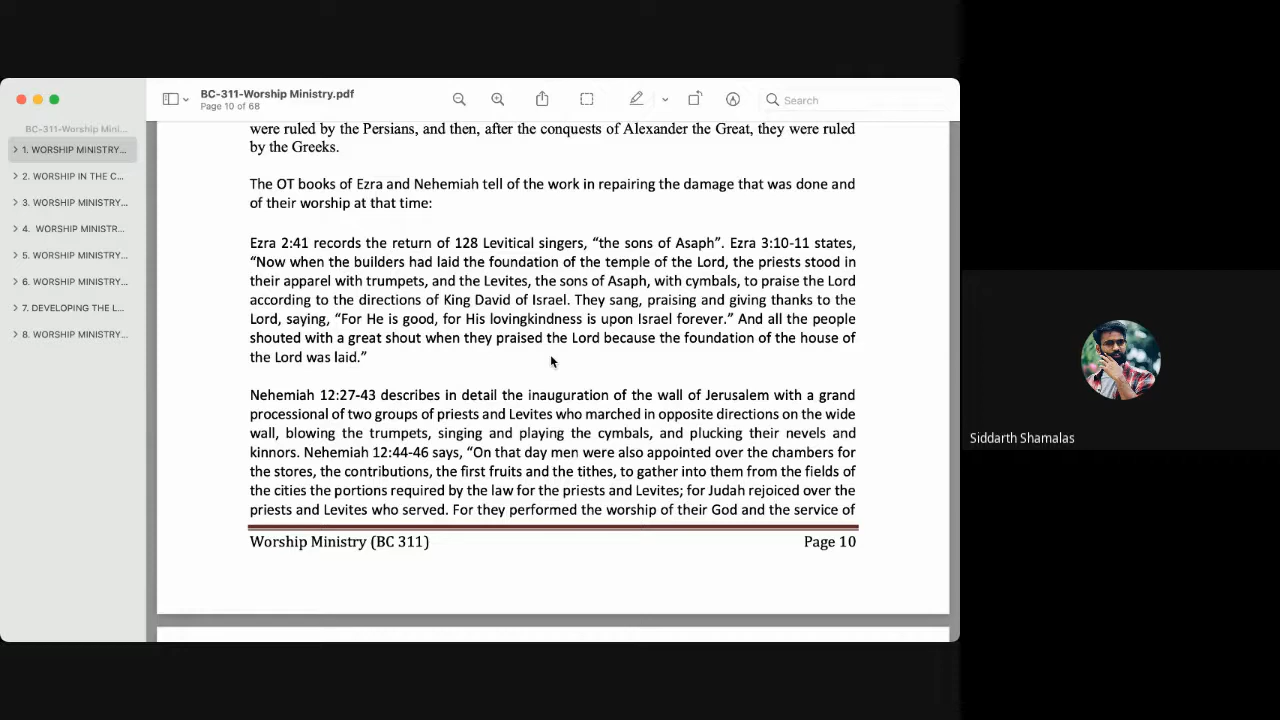 BC-311-Worship Ministry.pdf
Page 10 of 68
Search
BC-311-Worship Mini...
1. WORSHIP MINISTRY...
2. WORSHIP IN THE C...
3. WORSHIP MINISTRY...
4. WORSHIP MINISTR...
5. WORSHIP MINISTRY...
6. WORSHIP MINISTRY...
7. DEVELOPING THE L...
8. WORSHIP MINISTRY...
were ruled by the Persians, and then, after the conquests of Alexander the Great, they were ruled
by the Greeks.
The OT books of Ezra and Nehemiah tell of the work in repairing the damage that was done and
of their worship at that time:
Ezra 2:41 records the return of 128 Levitical singers, “the sons of Asaph”. Ezra 3:10-11 states,
“Now when the builders had laid the foundation of the temple of the Lord, the priests stood in
their apparel with trumpets, and the Levites, the sons of Asaph, with cymbals, to praise the Lord
according to the directions of King David of Israel. They sang, praising and giving thanks to the
Lord, saying, “For He is good, for His lovingkindness is upon Israel forever.” And all the people
shouted with a great shout when they praised the Lord because the foundation of the house of
the Lord was laid.”
Nehemiah 12:27-43 describes in detail the inauguration of the wall of Jerusalem with a grand
processional of two groups of priests and Levites who marched in opposite directions on the wide
wall, blowing the trumpets, singing and playing the cymbals, and plucking their nevels and
kinnors. Nehemiah 12:44-46 says, “On that day men were also appointed over the chambers for
the stores, the contributions, the first fruits and the tithes, to gather into them from the fields of
the cities the portions required by the law for the priests and Levites; for Judah rejoiced over the
priests and Levites who served. For they performed the worship of their God and the service of
Worship Ministry (BC 311)
Page 10
Siddarth Shamalas